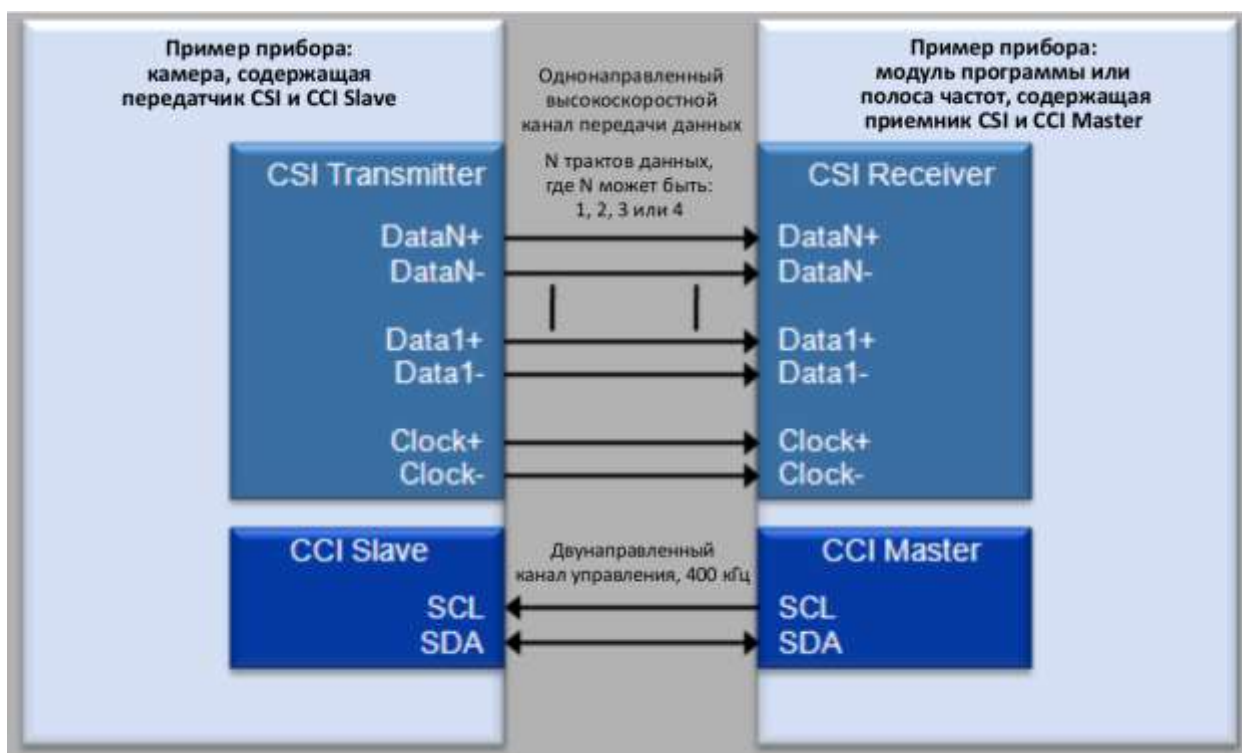 Пример прибора:
камера, содержащая
передатчик CSI и CCI Slave
Однонаправленный
высокоскоростной
канал передачи данных
N трактов данных,
где N может быть:
1, 2, 3 или 4
Пример прибора:
модуль программы или
полоса частот, содержащая
приемник CSI и CCI Master
CSI Transmitter
DataN+
DataN-
Data1+
Data1-
Clock+
Clock-
CSI Receiver
DataN+
DataN-
Data1+
Data1-
Clock+
Clock-
CCI Slave
SCL
SDA
Двунаправленный
канал управления, 400 кГц
CCI Master
SCL
SDA